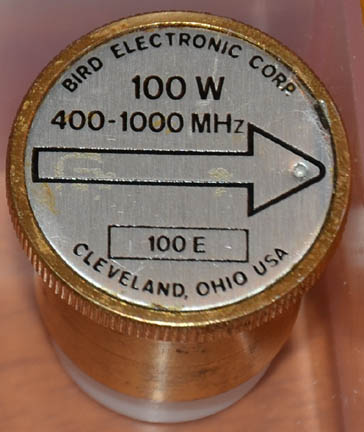 BIRD ELECTRONIC CORP.
100 W
400-1000 MHz
100 E
CLEVELAND, OHIO USA